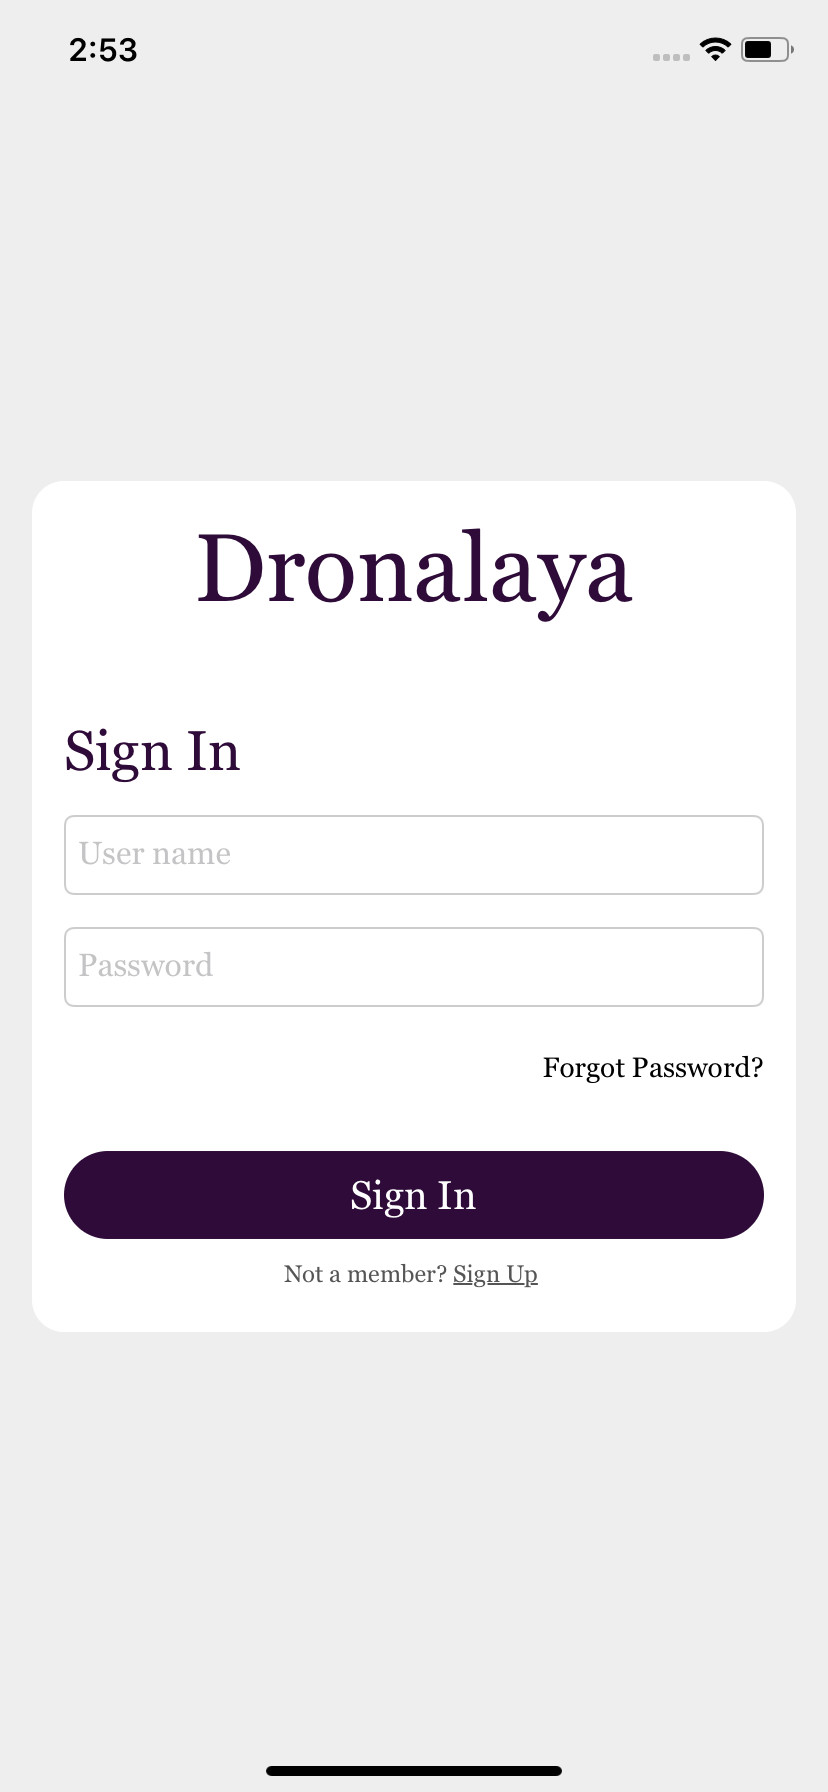 2:53
Dronalaya
Sign In
User name
Password
Forgot Password?
Sign In
Not a member? Sign Up